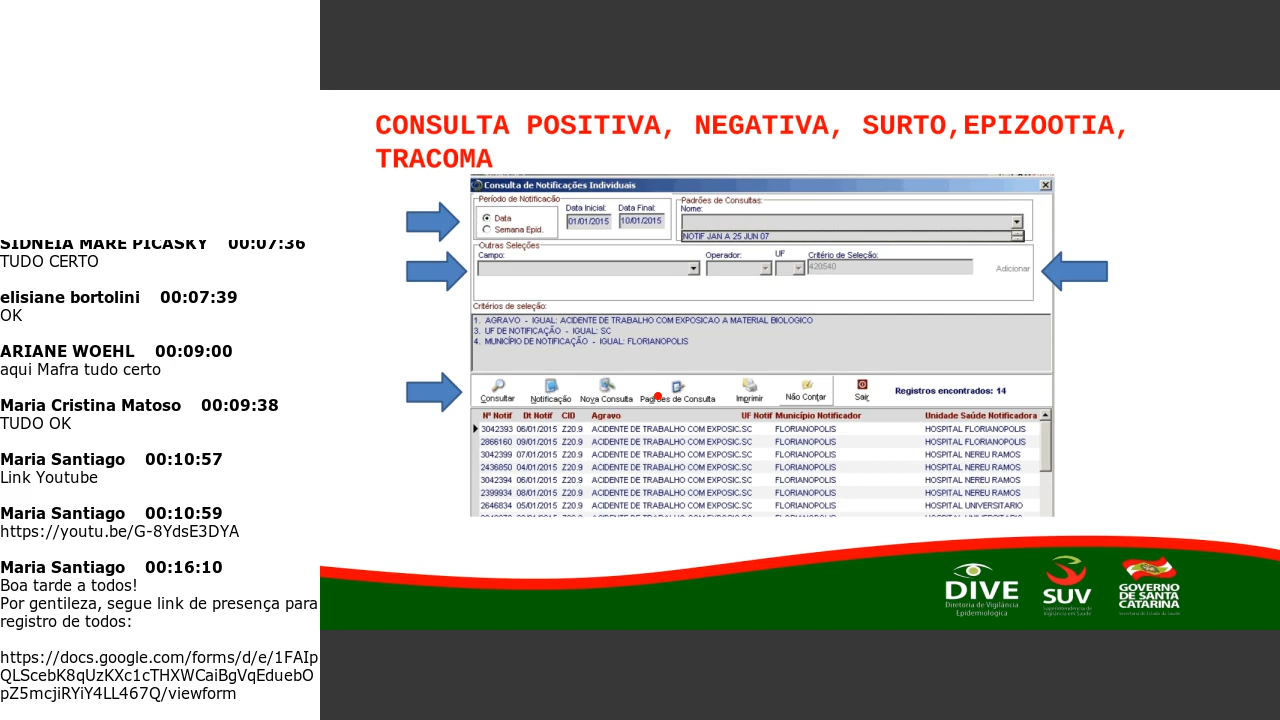 SIDNEIA MARE PICASKY 00:07:36
TUDO CERTO
elisiane bortolini 00:07:39
OK
ARIANE WOEHL 00:09:00
aqui Mafra tudo certo
Maria Cristina Matoso 00:09:38
TUDO OK
Maria Santiago 00:10:57
Link Youtube
Maria Santiago 00:10:59
https://youtu.be/G-8YdsE3DYA
Maria Santiago 00:16:10
Boa tarde a todos!
Por gentileza, segue link de presença para
registro de todos:
https://docs.google.com/forms/d/e/1FAIp
QLScebK8qUzKXc1cTHXWCaiBgVqEduebO
pZ5mcjiRYiY4LL467Q/viewform
CONSULTA POSITIVA, NEGATIVA, SURTO,EPIZOOTIA,
TRACOMA
Consulta de Notificações Individuais
Período de Notificacão
Data
Semana Epid.
Data Inicial: Data Final:
01/01/2015 10/01/2015
Padrões de Consultas:
Nome:
NOTIF JAN A 25 JUN 07
Outras Seleções
Campo: Operador: UF Critério de Seleção:
420540 Adicionar
Critérios de seleção:
1. AGRAVO - IGUAL: ACIDENTE DE TRABALHO COM EXPOSICAO A MATERIAL BIOLOGICO
3. UF DE NOTIFICAÇÃO - IGUAL: SC
4. MUNICÍPIO DE NOTIFICAÇÃO - IGUAL: FLORIANOPOLIS
Consultar Notificação Nova Consulta Padrões de Consulta Imprimir Não Contar Sair Registros encontrados: 14
Nº Notif Dt Notif CID Agravo UF Notif Município Notificador Unidade Saúde Notificadora
3042393 06/01/2015 Z20.9 ACIDENTE DE TRABALHO COM EXPOSIC. SC FLORIANOPOLIS HOSPITAL FLORIANOPOLIS
2866160 09/01/2015 Z20.9 ACIDENTE DE TRABALHO COM EXPOSIC. SC FLORIANOPOLIS HOSPITAL FLORIANOPOLIS
3042399 07/01/2015 Z20.9 ACIDENTE DE TRABALHO COM EXPOSIC. SC FLORIANOPOLIS HOSPITAL NEREU RAMOS
2436850 04/01/2015 Z20.9 ACIDENTE DE TRABALHO COM EXPOSIC. SC FLORIANOPOLIS HOSPITAL NEREU RAMOS
3042394 06/01/2015 Z20.9 ACIDENTE DE TRABALHO COM EXPOSIC. SC FLORIANOPOLIS HOSPITAL NEREU RAMOS
2399934 08/01/2015 Z20.9 ACIDENTE DE TRABALHO COM EXPOSIC. SC FLORIANOPOLIS HOSPITAL NEREU RAMOS
2646834 05/01/2015 Z20.9 ACIDENTE DE TRABALHO COM EXPOSIC. SC FLORIANOPOLIS HOSPITAL UNIVERSITARIO
DIVE
Diretoria de Vigilância
Epidemiológica
SUV
Superintendência de
Vigilância em Saúde
GOVERNO
DE SANTA
CATARINA
Secretaria de Estado da Saúde